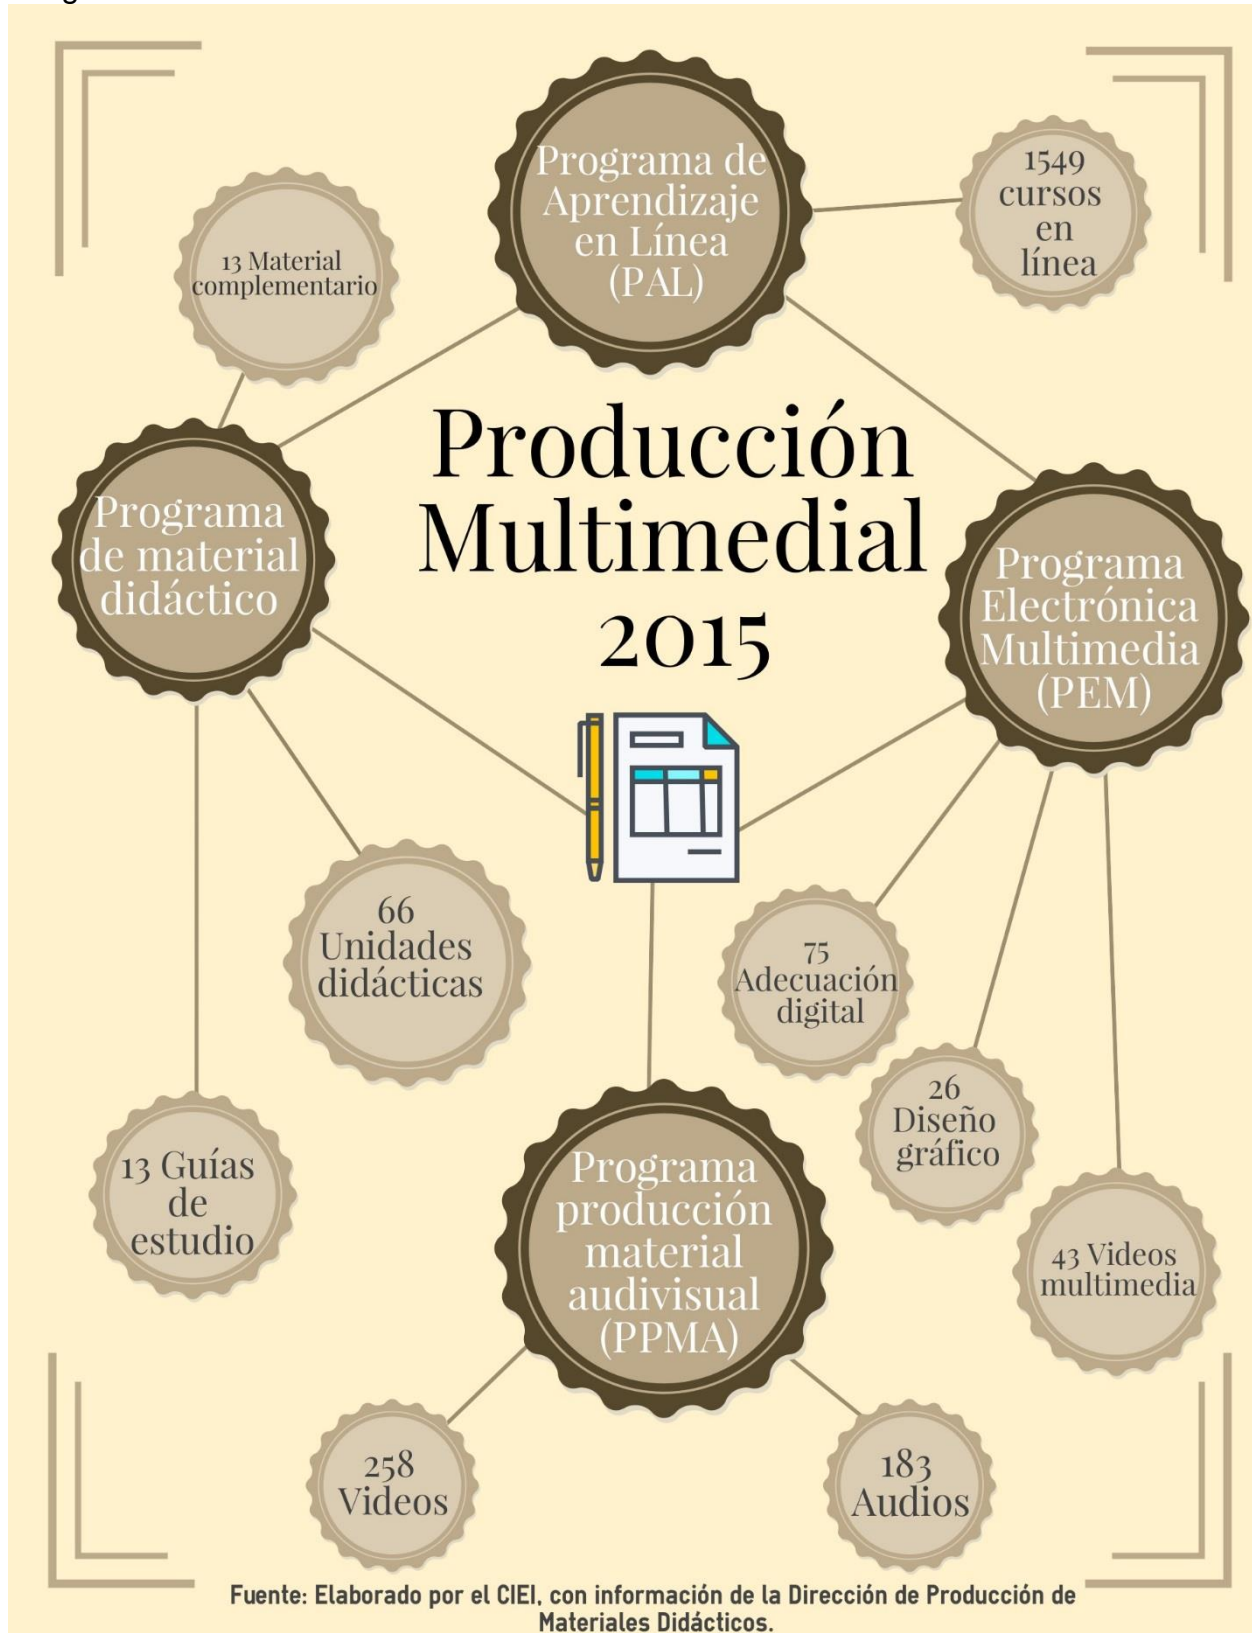 Programa de
Aprendizaje
en Línea
(PAL)
1549
cursos
en
línea
13 Material
complementario
Producción
Multimedial
2015
Programa
de material
didáctico
Programa
Electrónica
Multimedia
(PEM)
66
Unidades
didácticas
75
Adecuación
digital
26
Diseño
gráfico
13 Guías
de
estudio
Programa
producción
material
audivisual
(PPMA)
43 Videos
multimedia
258
Videos
183
Audios
Fuente: Elaborado por el CIEI, con información de la Dirección de Producción de
Materiales Didácticos.